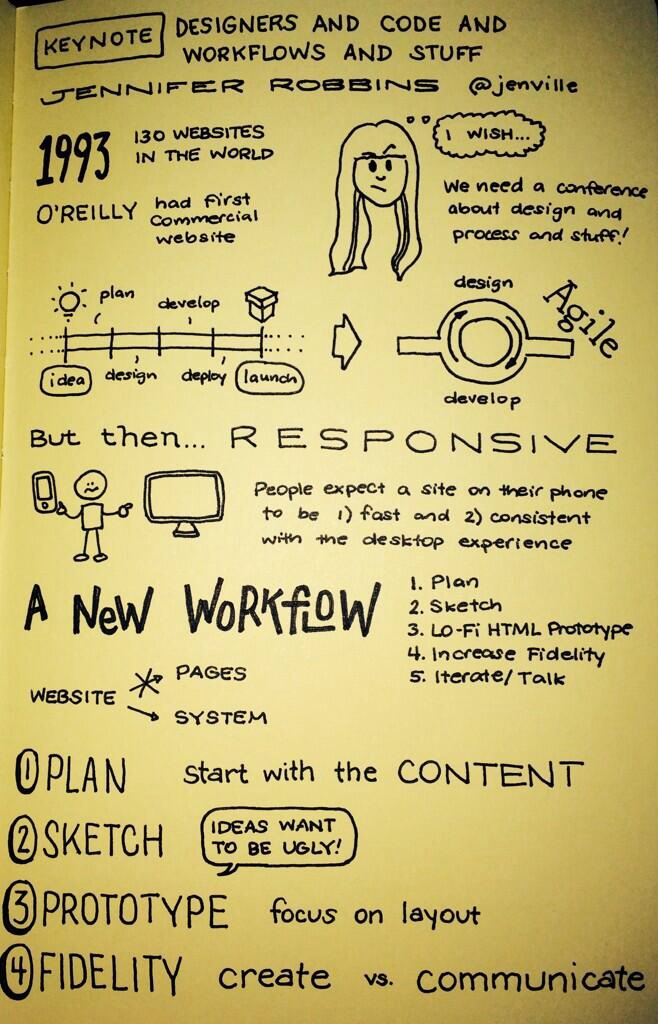 KEYNOTE
DESIGNERS AND CODE AND
WORKFLOWS AND STUFF
JENNIFER ROBBINS @jenville
1993
130 WEBSITES
IN THE WORLD
O'REILLY had first
commercial
website
I WISH...
We need a conference
about design and
process and stuff!
plan develop
idea design deploy launch
design
Agile
develop
But then... RESPONSIVE
People expect a site on their phone
to be 1) fast and 2) consistent
with the desktop experience
A NEW WORKFLOW
1. Plan
2. Sketch
3. Lo-Fi HTML Prototype
4. Increase Fidelity
5. Iterate/Talk
WEBSITE
PAGES
SYSTEM
1 PLAN start with the CONTENT
2 SKETCH
IDEAS WANT
TO BE UGLY!
3 PROTOTYPE focus on layout
4 FIDELITY create vs. communicate